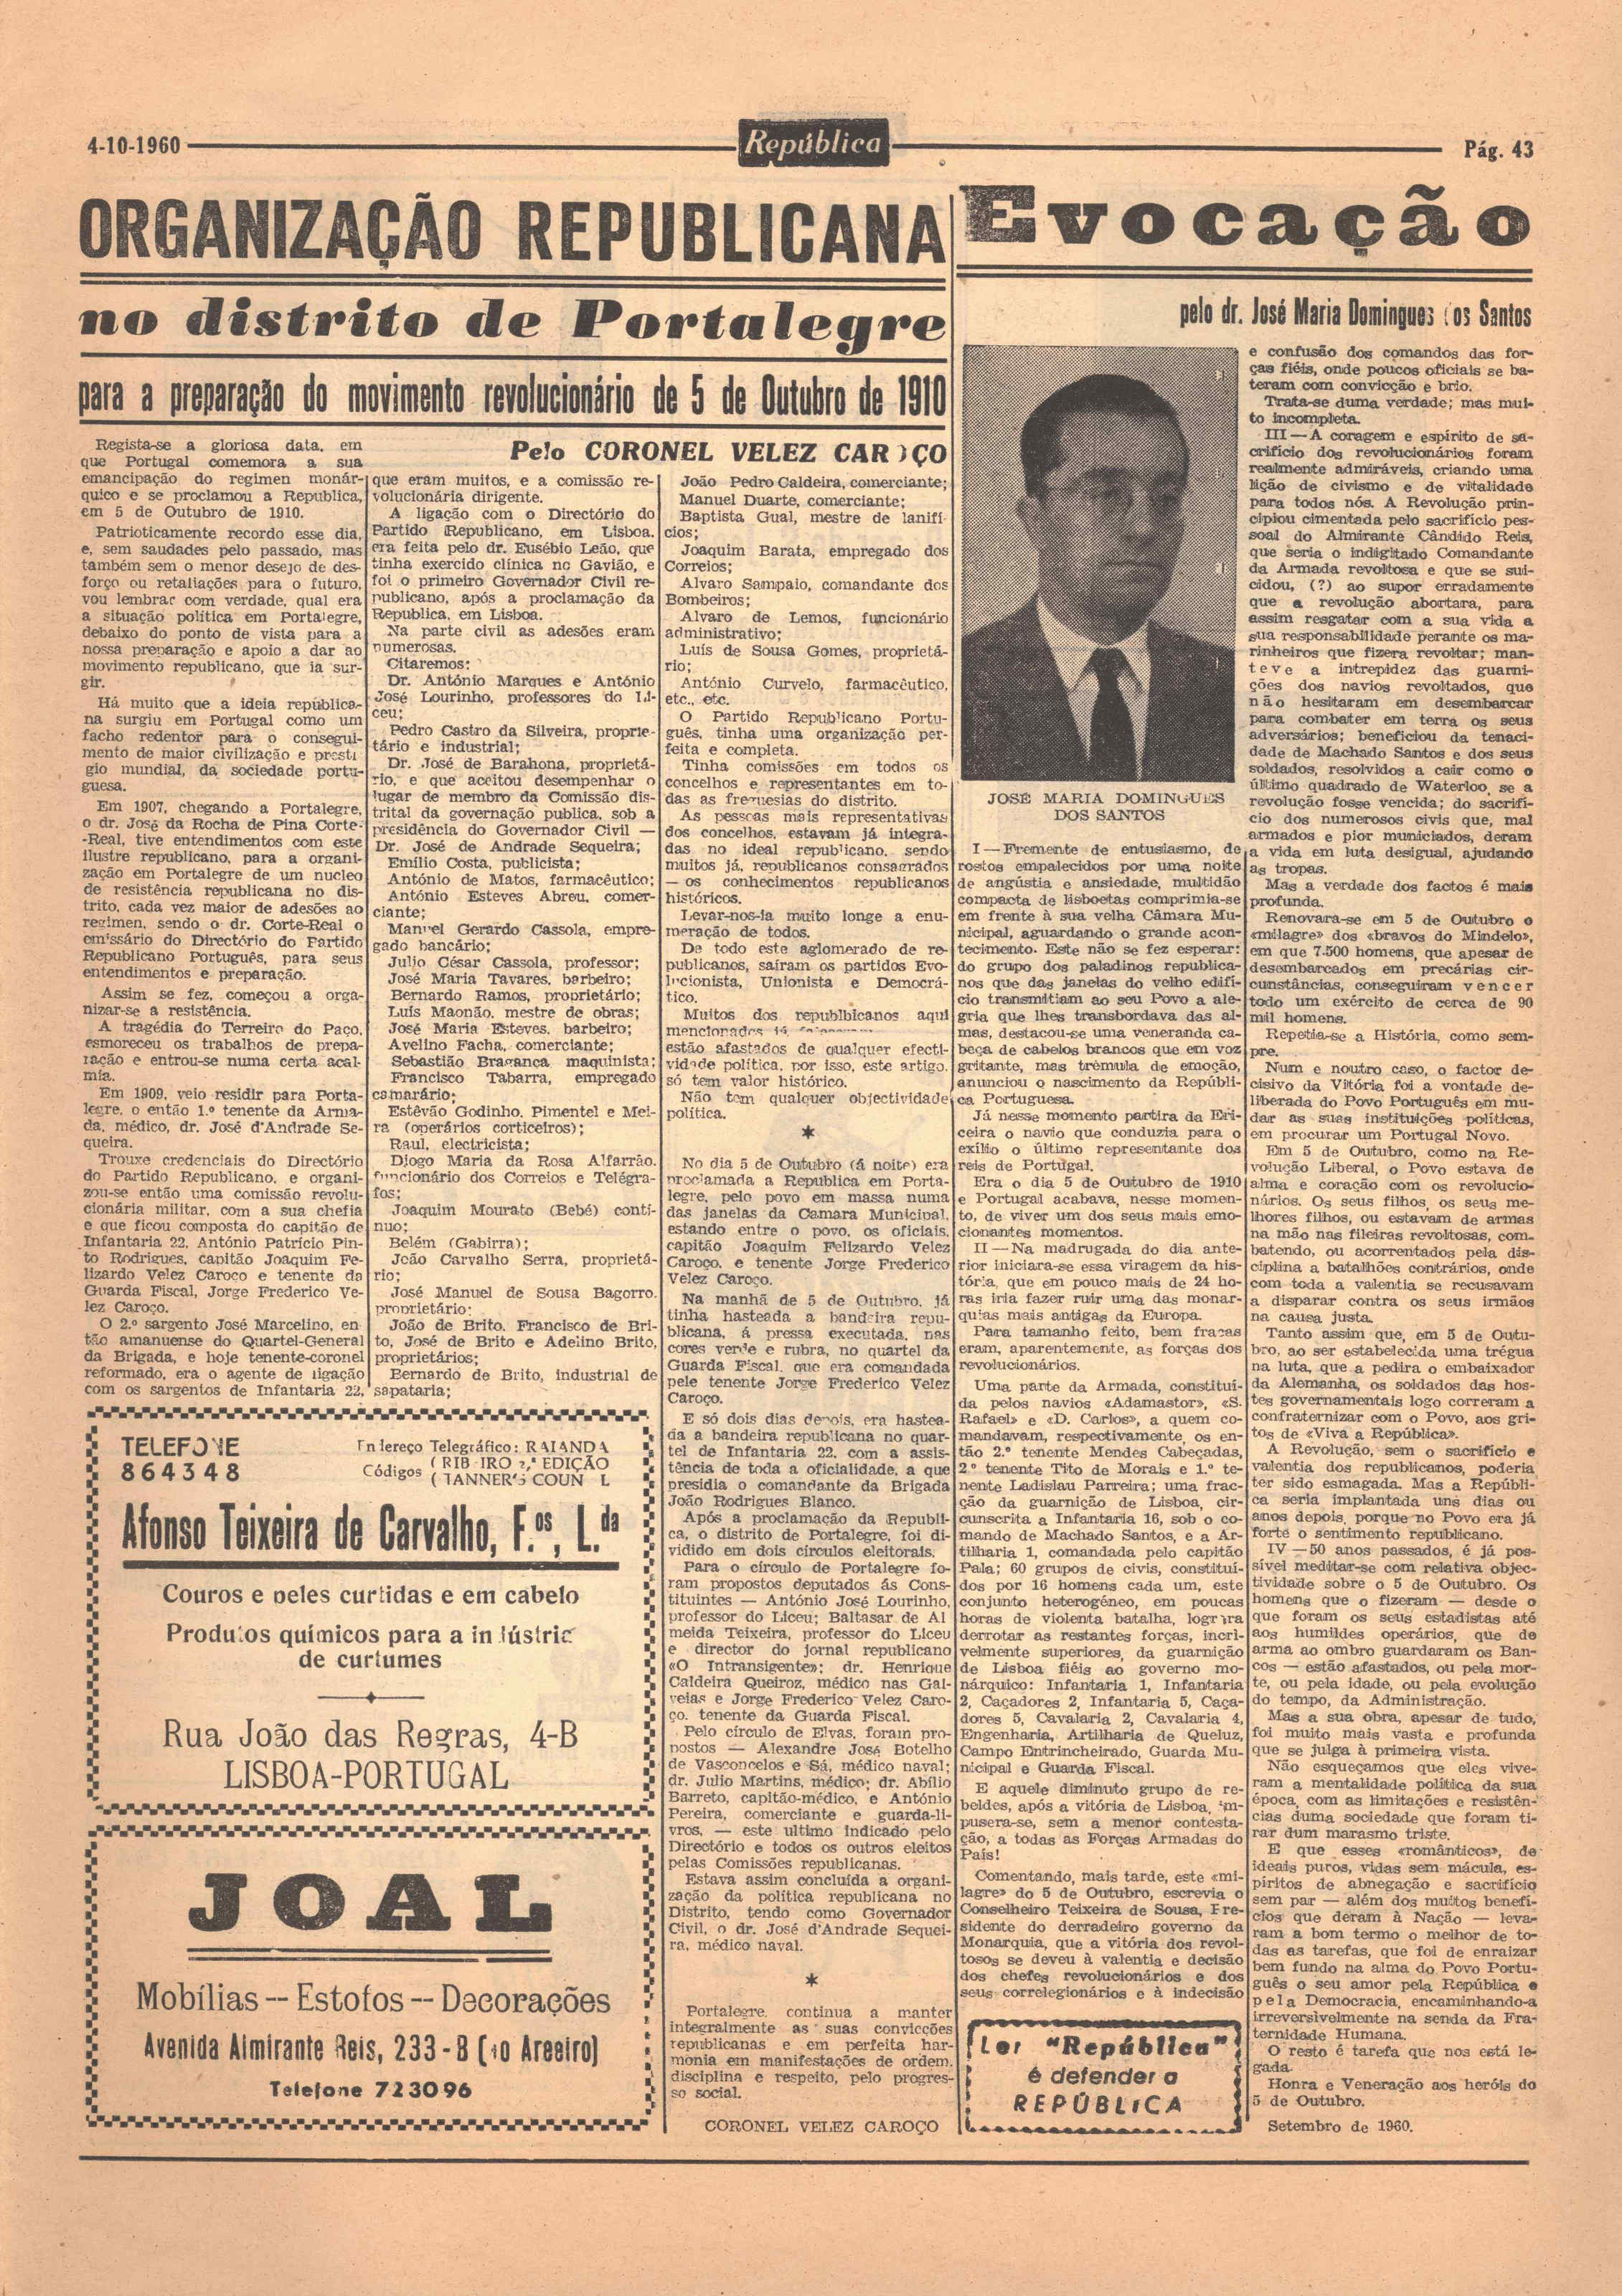 4-10-1960
República
Pág. 43
ORGANIZAÇÃO REPUBLICANA
no distrito de Portalegre
para a preparação do movimento revolucionário de 5 de Outubro de 1910
Pelo CORONEL VELEZ CAR ÇO
Regista-se a gloriosa data, em
que Portugal comemora a sua
emancipação do regimen monár-
quico e se proclamou a Republica,
em 5 de Outubro de 1910.
Patrioticamente recordo esse dia,
e, sem saudades pelo passado, mas
também sem o menor desejo de des-
forço ou retaliações para o futuro,
vou lembrar com verdade, qual era
a situação política em Portalegre,
debaixo do ponto de vista para a
nossa preparação e apoio a dar ao
movimento republicano, que ia sur-
gir.
Há muito que a ideia républica-
na surgiu em Portugal como um
facho redentor para o consegui-
mento de maior civilização e presti
gio mundial, da sociedade portu-
guesa.
Em 1907, chegando a Portalegre,
o dr. José da Rocha de Pina Corte-
-Real, tive entendimentos com este
ilustre republicano, para a organi-
zação em Portalegre de um nucleo
de resistência republicana no dis-
trito, cada vez maior de adesões ao
regimen, sendo o dr. Corte-Real o
emissário do Directório do Partido
Republicano Português, para seus
entendimentos e preparação.
Assim se fez, começou a orga-
nizar-se a resistência.
A tragédia do Terreiro do Paço,
esmoreceu os trabalhos de prepa-
ração e entrou-se numa certa acal-
mia.
Em 1909, veio residir para Porta-
legre, o então 1.º tenente da Arma-
da, médico, dr. José d'Andrade Se-
queira.
Trouxe credenciais do Directório
do Partido Republicano, e organi-
zou-se então uma comissão revolu-
cionária militar, com a sua chefia
e que ficou composta do capitão de
Infantaria 22, António Patrício Pin-
to Rodrigues, capitão Joaquim Fe-
lizardo Velez Caroço e tenente da
Guarda Fiscal, Jorge Frederico Ve-
lez Caroço.
O 2.º sargento José Marcelino, en
tão amanuense do Quartel-General
da Brigada, e hoje tenente-coronel
reformado, era o agente de ligação
com os sargentos de Infantaria 22,
que eram muitos, e a comissão re-
volucionária dirigente.
A ligação com o Directório do
Partido Republicano, em Lisboa,
era feita pelo dr. Eusébio Leão, que
tinha exercido clínica no Gavião, e
foi o primeiro Governador Civil re-
publicano, após a proclamação da
Republica, em Lisboa.
Na parte civil as adesões eram
numerosas.
Citaremos:
Dr. António Marques e António
José Lourinho, professores do Li-
ceu;
Pedro Castro da Silveira, proprie-
tário e industrial;
Dr. José de Barahona, proprietá-
rio, e que aceitou desempenhar o
lugar de membro da Comissão dis-
trital da governação publica, sob a
presidência do Governador Civil —
Dr. José de Andrade Sequeira;
Emílio Costa, publicista;
António de Matos, farmacêutico;
António Esteves Abreu, comer-
ciante;
Manuel Gerardo Cassola, empre-
gado bancário;
Julio César Cassola, professor;
José Maria Tavares, barbeiro;
Bernardo Ramos, proprietário;
Luís Maonão, mestre de obras;
José Maria Esteves, barbeiro;
Avelino Facha, comerciante;
Sebastião Bragança maquinista;
Francisco Tabarra, empregado
camarário;
Estêvão Godinho, Pimentel e Mei-
ra (operários corticeiros);
Raul, electricista;
Diogo Maria da Rosa Alfarrão,
funcionário dos Correios e Telégra-
fos;
Joaquim Mourato (Bebé) contí-
nuo;
Belém (Gabirra);
João Carvalho Serra, proprietá-
rio;
José Manuel de Sousa Bagorro,
proprietário;
João de Brito, Francisco de Bri-
to, José de Brito e Adelino Brito,
proprietários;
Bernardo de Brito, industrial de
sapataria;
João Pedro Caldeira, comerciante;
Manuel Duarte, comerciante;
Baptista Gual, mestre de lanifí
cios;
Joaquim Barata, empregado dos
Correios;
Alvaro Sampaio, comandante dos
Bombeiros;
Alvaro de Lemos, funcionário
administrativo;
Luís de Sousa Gomes, proprietá-
rio;
António Curvelo, farmacêutico,
etc., etc.
O Partido Republicano Portu-
guês, tinha uma organização per-
feita e completa.
Tinha comissões em todos os
concelhos e representantes em to-
das as freguesias do distrito.
As pessoas mais representativas
dos concelhos, estavam já integra-
das no ideal republicano, sendo
muitos já, republicanos consagrados
— os conhecimentos republicanos
históricos.
Levar-nos-ia muito longe a enu-
meração de todos.
De todo este aglomerado de re-
publicanos, saíram os partidos Evo-
lucionista, Unionista e Democrá-
tico.
Muitos dos republbicanos aqui
mencionados já
estão afastados de qualquer efecti-
vidade política, por isso, este artigo,
só tem valor histórico.
Não tem qualquer objectividade
política.
*
No dia 5 de Outubro (á noite) era
proclamada a Republica em Porta-
legre, pelo povo em massa numa
das janelas da Camara Municipal,
estando entre o povo, os oficiais,
capitão Joaquim Felizardo Velez
Caroço, e tenente Jorge Frederico
Velez Caroço.
Na manhã de 5 de Outubro, já
tinha hasteada a bandeira repu-
blicana, á pressa executada, nas
cores verde e rubra, no quartel da
Guarda Fiscal, que era comandada
pele tenente Jorge Frederico Velez
Caroço.
E só dois dias depois, era hastea-
da a bandeira republicana no quar-
tel de Infantaria 22, com a assis-
tência de toda a oficialidade, a que
presidia o comandante da Brigada
João Rodrigues Blanco.
Após a proclamação da Republi-
ca, o distrito de Portalegre, foi di-
vidido em dois círculos eleitorais.
Para o círculo de Portalegre fo-
ram propostos deputados ás Cons-
tituintes — António José Lourinho,
professor do Liceu; Baltasar de Al
meida Teixeira, professor do Liceu
e director do jornal republicano
«O Intransigente»; dr. Henrique
Caldeira Queiroz, médico nas Gal-
veias e Jorge Frederico Velez Caro-
ço, tenente da Guarda Fiscal.
Pelo círculo de Elvas, foram pro-
postos — Alexandre José Botelho
de Vasconcelos e Sá, médico naval;
dr. Julio Martins, médico; dr. Abílio
Barreto, capitão-médico, e António
Pereira, comerciante e guarda-li-
vros, — este ultimo indicado pelo
Directório e todos os outros eleitos
pelas Comissões republicanas.
Estava assim concluída a organi-
zação da política republicana no
Distrito, tendo como Governador
Civil, o dr. José d'Andrade Sequei-
ra, médico naval.
*
Portalegre, continua a manter
integralmente as suas convicções
republicanas e em perfeita har-
monia em manifestações de ordem,
disciplina e respeito, pelo progres-
so social.
CORONEL VELEZ CAROÇO
TELEFONE
864348
Endereço Telegráfico: RAIANDA
Códigos ( RIB IRO 2,ª EDIÇÃO
( TANNER'S COUN L
Afonso Teixeira de Carvalho, F.os, L.da
Couros e peles curtidas e em cabelo
Produtos químicos para a indústria
de curtumes
Rua João das Regras, 4-B
LISBOA-PORTUGAL
JOAL
Mobílias -- Estofos -- Decorações
Avenida Almirante Reis, 233-B (ao Areeiro)
Telefone 723096
Evocação
pelo dr. José Maria Domingues os Santos
JOSÉ MARIA DOMINGUES
DOS SANTOS
I — Fremente de entusiasmo, de
rostos empalecidos por uma noite
de angústia e ansiedade, multidão
compacta de lisboetas comprimia-se
em frente à sua velha Câmara Mu-
nicipal, aguardando o grande acon-
tecimento. Este não se fez esperar:
do grupo dos paladinos republica-
nos que das janelas do velho edifí-
cio transmitiam ao seu Povo a ale-
gria que lhes transbordava das al-
mas, destacou-se uma veneranda ca-
beça de cabelos brancos que em voz
gritante, mas trémula de emoção,
anunciou o nascimento da Repúbli-
ca Portuguesa.
Já nesse momento partira da Eri-
ceira o navio que conduzia para o
exílio o último representante dos
reis de Portugal.
Era o dia 5 de Outubro de 1910
e Portugal acabava, nesse momen-
to, de viver um dos seus mais emo-
cionantes momentos.
II — Na madrugada do dia ante-
rior iniciara-se essa viragem da his-
tória, que em pouco mais de 24 ho-
ras iria fazer ruir uma das monar-
quias mais antigas da Europa.
Para tamanho feito, bem fracas
eram, aparentemente, as forças dos
revolucionários.
Uma parte da Armada, constituí-
da pelos navios «Adamastor», «S.
Rafael» e «D. Carlos», a quem co-
mandavam, respectivamente, os en-
tão 2.º tenente Mendes Cabeçadas,
2.º tenente Tito de Morais e 1.º te-
nente Ladislau Parreira; uma frac-
ção da guarnição de Lisboa, cir-
cunscrita a Infantaria 16, sob o co-
mando de Machado Santos, e a Ar-
tilharia 1, comandada pelo capitão
Pala; 60 grupos de civis, constituí-
dos por 16 homens cada um, este
conjunto heterogéneo, em poucas
horas de violenta batalha, lograra
derrotar as restantes forças, incri-
velmente superiores, da guarnição
de Lisboa fiéis ao governo mo-
nárquico: Infantaria 1, Infantaria
2, Caçadores 2, Infantaria 5, Caça-
dores 5, Cavalaria 2, Cavalaria 4,
Engenharia, Artilharia de Queluz,
Campo Entrincheirado, Guarda Mu-
nicipal e Guarda Fiscal.
E aquele diminuto grupo de re-
beldes, após a vitória de Lisboa, im-
pusera-se, sem a menor contesta-
ção, a todas as Forças Armadas do
País!
Comentando, mais tarde, este «mi-
lagre» do 5 de Outubro, escrevia o
Conselheiro Teixeira de Sousa, Pre-
sidente do derradeiro governo da
Monarquia, que a vitória dos revol-
tosos se deveu à valentia e decisão
dos chefes revolucionários e dos
seus correlegionários e à indecisão
Ler "República"
é defender a
REPÚBLICA
e confusão dos comandos das for-
ças fiéis, onde poucos oficiais se ba-
teram com convicção e brio.
Trata-se duma verdade; mas mui-
to incompleta.
III — A coragem e espírito de sa-
crifício dos revolucionários foram
realmente admiráveis, criando uma
lição de civismo e de vitalidade
para todos nós. A Revolução prin-
cipiou cimentada pelo sacrifício pes-
soal do Almirante Cândido Reis,
que seria o indigitado Comandante
da Armada revoltosa e que se sui-
cidou, (?) ao supor erradamente
que a revolução abortara, para
assim resgatar com a sua vida a
sua responsabilidade perante os ma-
rinheiros que fizera revoltar; man-
teve a intrepidez das guarni-
ções dos navios revoltados, que
não hesitaram em desembarcar
para combater em terra os seus
adversários; beneficiou da tenaci-
dade de Machado Santos e dos seus
soldados, resolvidos a cair como o
último quadrado de Waterloo, se a
revolução fosse vencida; do sacrifí-
cio dos numerosos civis que, mal
armados e pior municiados, deram
a vida em luta desigual, ajudando
as tropas.
Mas a verdade dos factos é mais
profunda.
Renovara-se em 5 de Outubro o
«milagre» dos «bravos do Mindelo»,
em que 7.500 homens, que apesar de
desembarcados em precárias cir-
cunstâncias, conseguiram vencer
todo um exército de cerca de 90
mil homens.
Repetia-se a História, como sem-
pre.
Num e noutro caso, o factor de-
cisivo da Vitória foi a vontade de-
liberada do Povo Português em mu-
dar as suas instituições políticas,
em procurar um Portugal Novo.
Em 5 de Outubro, como na Re-
volução Liberal, o Povo estava de
alma e coração com os revolucio-
nários. Os seus filhos, os seus me-
lhores filhos, ou estavam de armas
na mão nas fileiras revoltosas, com-
batendo, ou acorrentados pela dis-
ciplina a batalhões contrários, onde
com toda a valentia se recusavam
a disparar contra os seus irmãos
na causa justa.
Tanto assim que, em 5 de Outu-
bro, ao ser estabelecida uma trégua
na luta, que a pedira o embaixador
da Alemanha, os soldados das hos-
tes governamentais logo correram a
confraternizar com o Povo, aos gri-
tos de «Viva a República».
A Revolução, sem o sacrifício e
valentia dos republicanos, poderia
ter sido esmagada. Mas a Repúbli-
ca seria implantada uns dias ou
anos depois, porque no Povo era já
forte o sentimento republicano.
IV — 50 anos passados, é já pos-
sível meditar-se com relativa objec-
tividade sobre o 5 de Outubro. Os
homens que o fizeram — desde o
que foram os seus estadistas até
aos humildes operários, que de
arma ao ombro guardaram os Ban-
cos — estão afastados, ou pela mor-
te, ou pela idade, ou pela evolução
do tempo, da Administração.
Mas a sua obra, apesar de tudo,
foi muito mais vasta e profunda
que se julga à primeira vista.
Não esqueçamos que eles vive-
ram a mentalidade política da sua
época, com as limitações e resistên-
cias duma sociedade que foram ti-
rar dum marasmo triste.
E que esses «românticos», de
ideais puros, vidas sem mácula, es-
píritos de abnegação e sacrifício
sem par — além dos muitos benefí-
cios que deram à Nação — leva-
ram a bom termo o melhor de to-
das as tarefas, que foi de enraizar
bem fundo na alma do Povo Portu-
guês o seu amor pela República e
pela Democracia, encaminhando-a
irreversivelmente na senda da Fra-
ternidade Humana.
O resto é tarefa que nos está le-
gada.
Honra e Veneração aos heróis do
5 de Outubro.
Setembro de 1960.